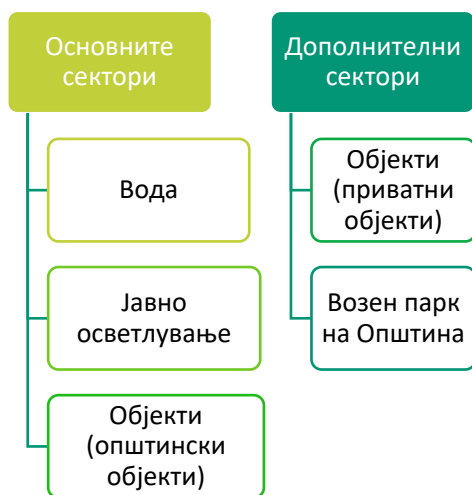 Основните
сектори
Вода
Јавно
осветлување
Објекти
(општински
објекти)
Дополнителни
сектори
Објекти
(приватни
објекти)
Возен парк
на Општина